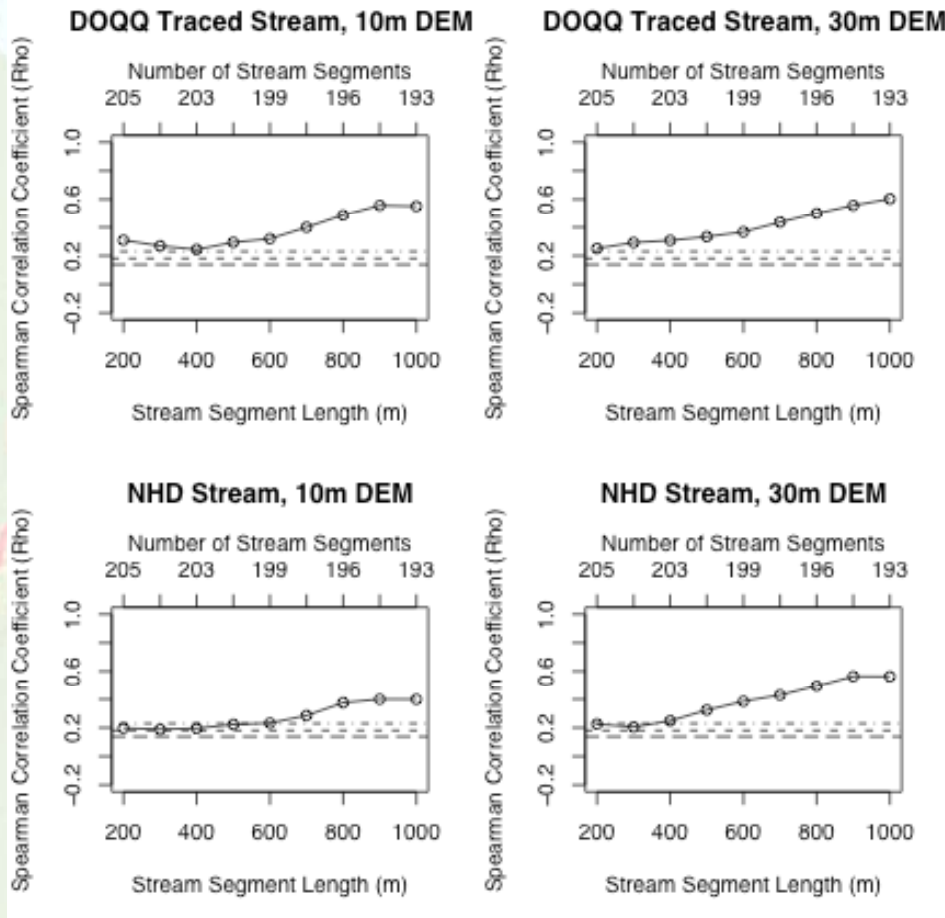 DOQQ Traced Stream, 10m DEM
Number of Stream Segments
205 203 199 196 193
Spearman Correlation Coefficient (Rho)
1.0
0.6
0.2
-0.2
200 400 600 800 1000
Stream Segment Length (m)
DOQQ Traced Stream, 30m DEM
Number of Stream Segments
205 203 199 196 193
Spearman Correlation Coefficient (Rho)
1.0
0.6
0.2
-0.2
200 400 600 800 1000
Stream Segment Length (m)
NHD Stream, 10m DEM
Number of Stream Segments
205 203 199 196 193
Spearman Correlation Coefficient (Rho)
1.0
0.6
0.2
-0.2
200 400 600 800 1000
Stream Segment Length (m)
NHD Stream, 30m DEM
Number of Stream Segments
205 203 199 196 193
Spearman Correlation Coefficient (Rho)
1.0
0.6
0.2
-0.2
200 400 600 800 1000
Stream Segment Length (m)